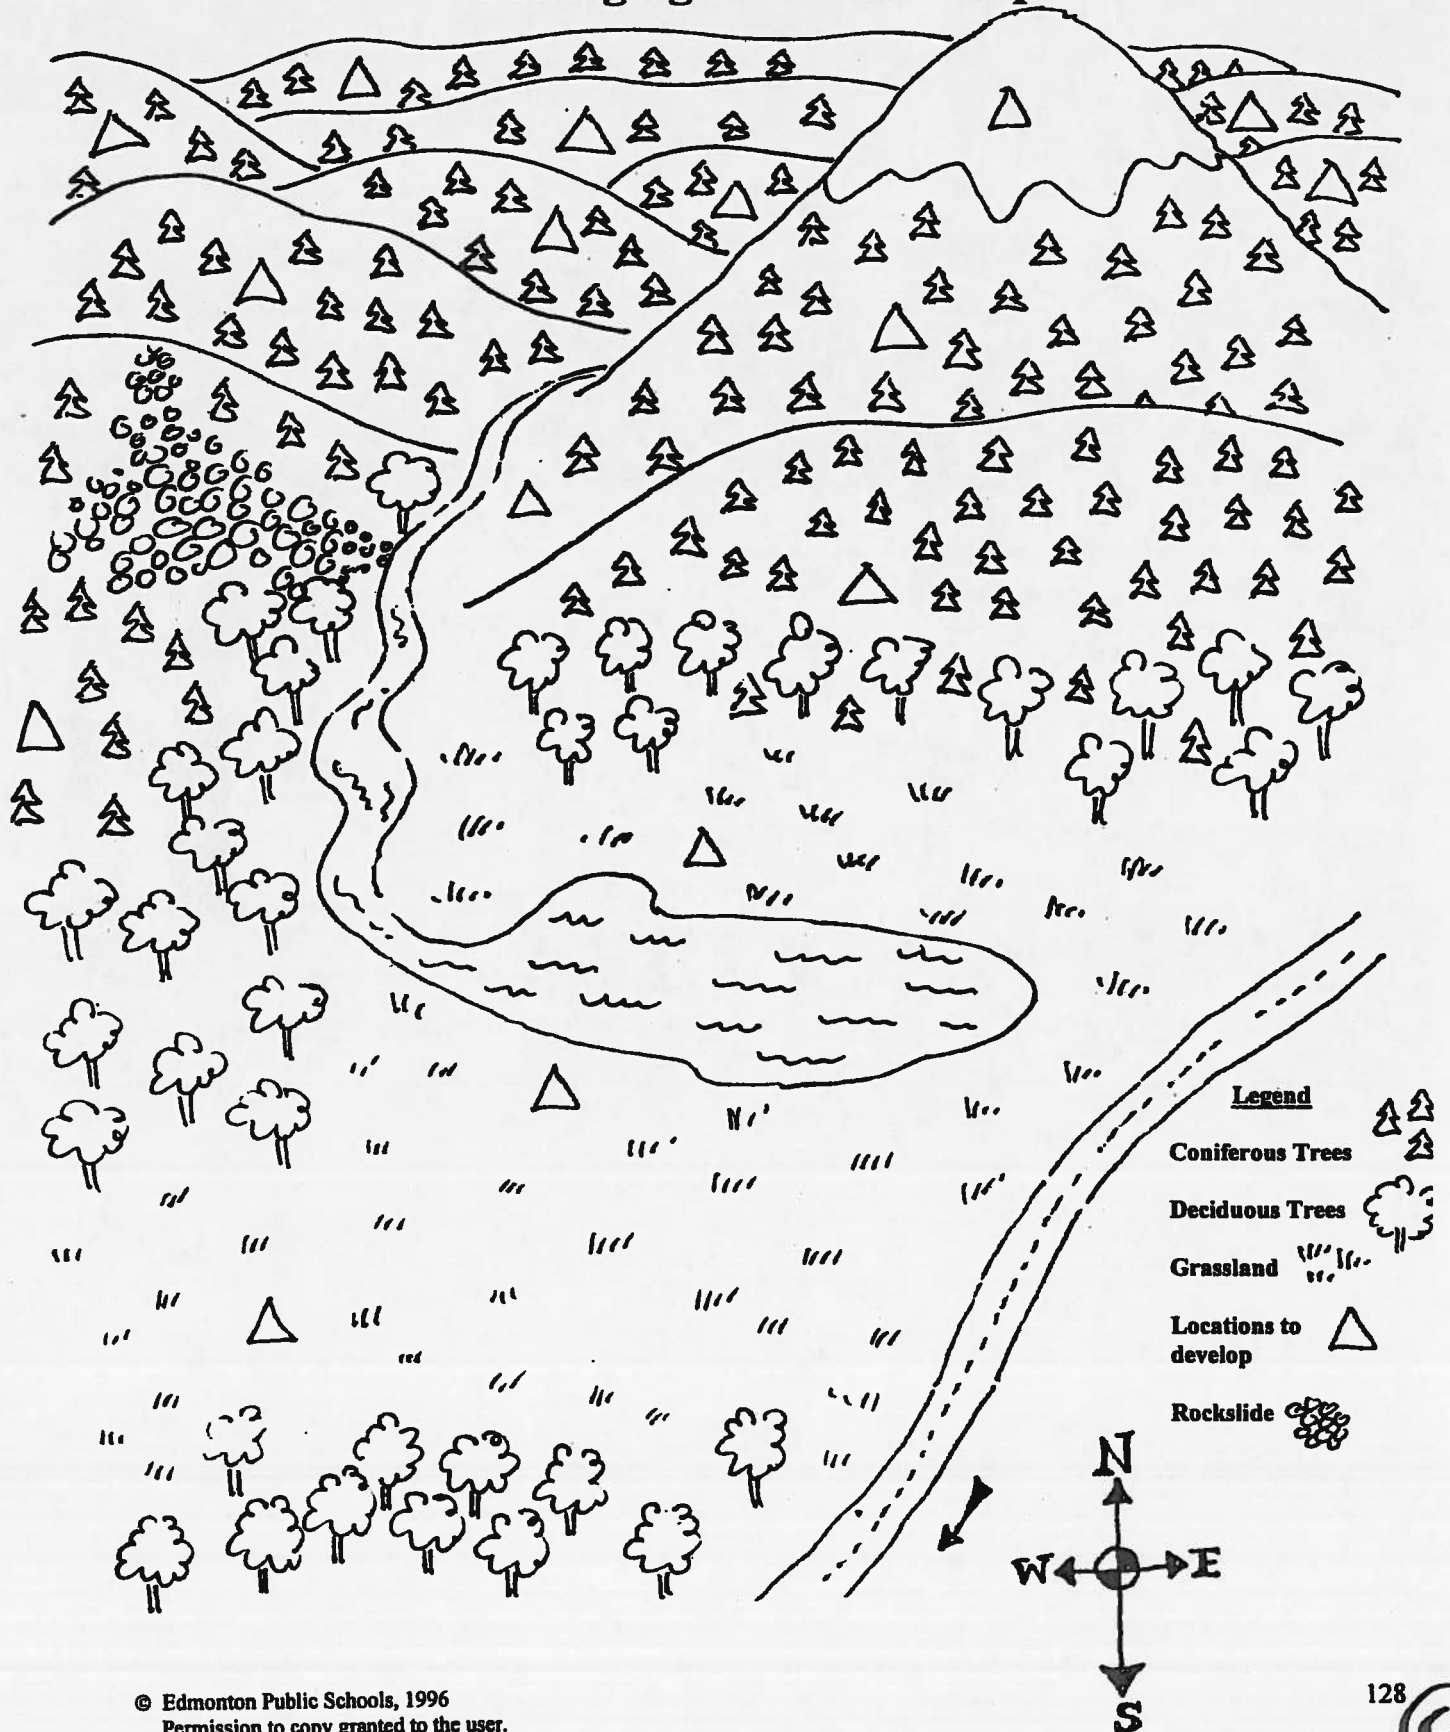 Legend
Coniferous Trees
Deciduous Trees
Grassland
Locations to
develop
Rockslide
N
W E
S
© Edmonton Public Schools, 1996
Permission to copy granted to the user.
128